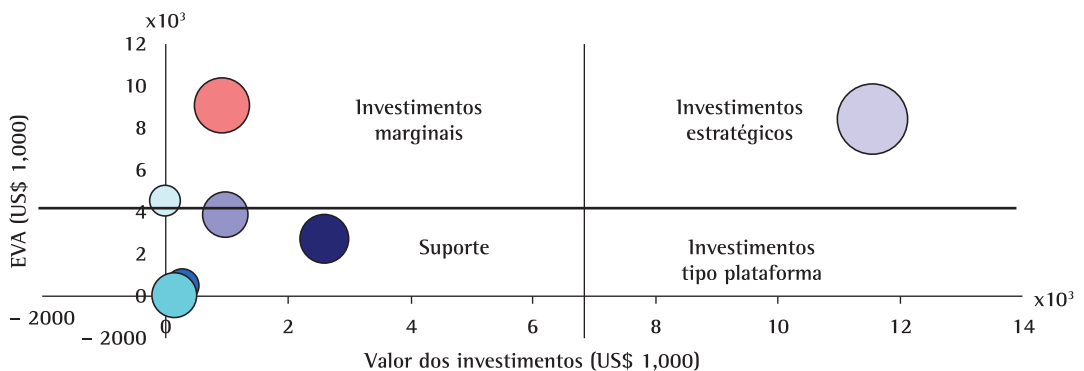 x10³
12
10
8
6
4
2
0
EVA (US$ 1,000)
Investimentos
marginais
Investimentos
estratégicos
Suporte
Investimentos
tipo plataforma
– 2000
– 2000
0 2 4 6 8 10 12 14
x10³
Valor dos investimentos (US$ 1,000)